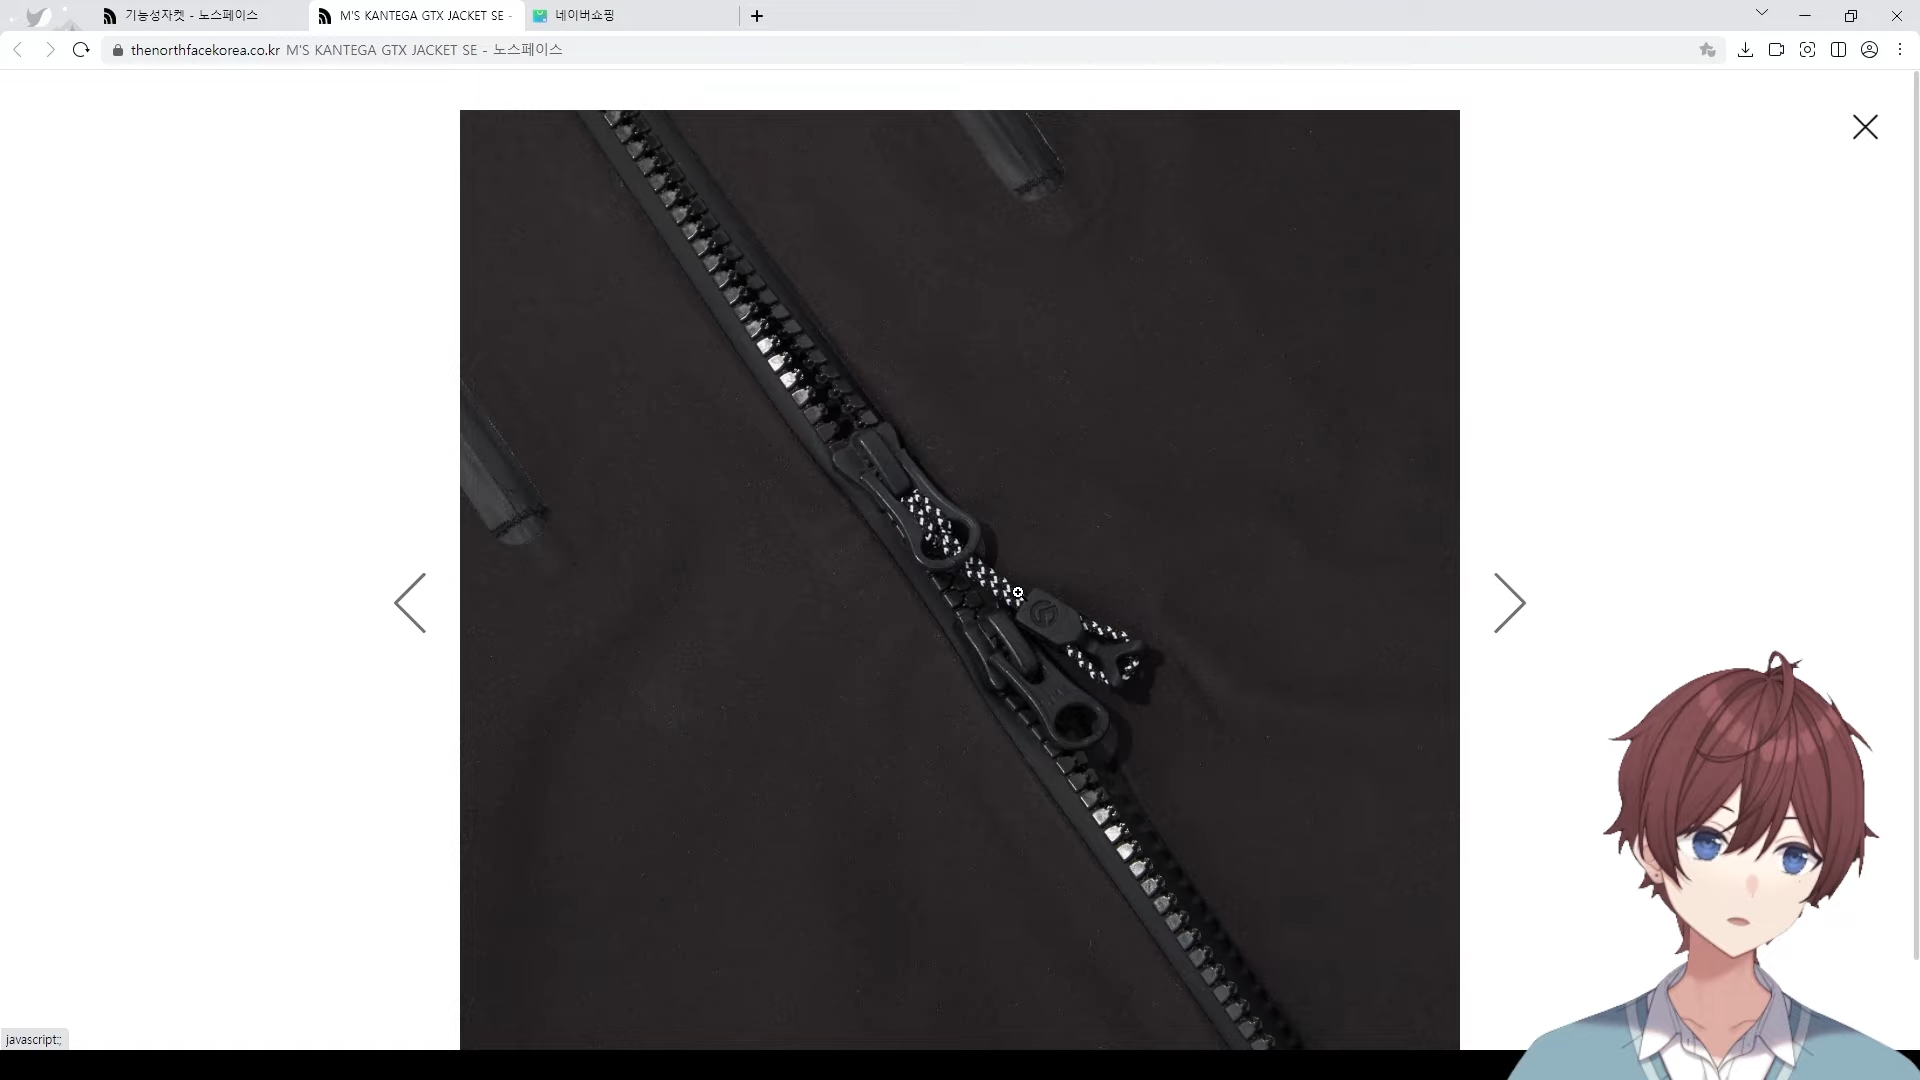 기능성자켓 - 노스페이스
M'S KANTEGA GTX JACKET SE -
네이버쇼핑
thenorthfacekorea.co.kr M'S KANTEGA GTX JACKET SE - 노스페이스
javascript:;